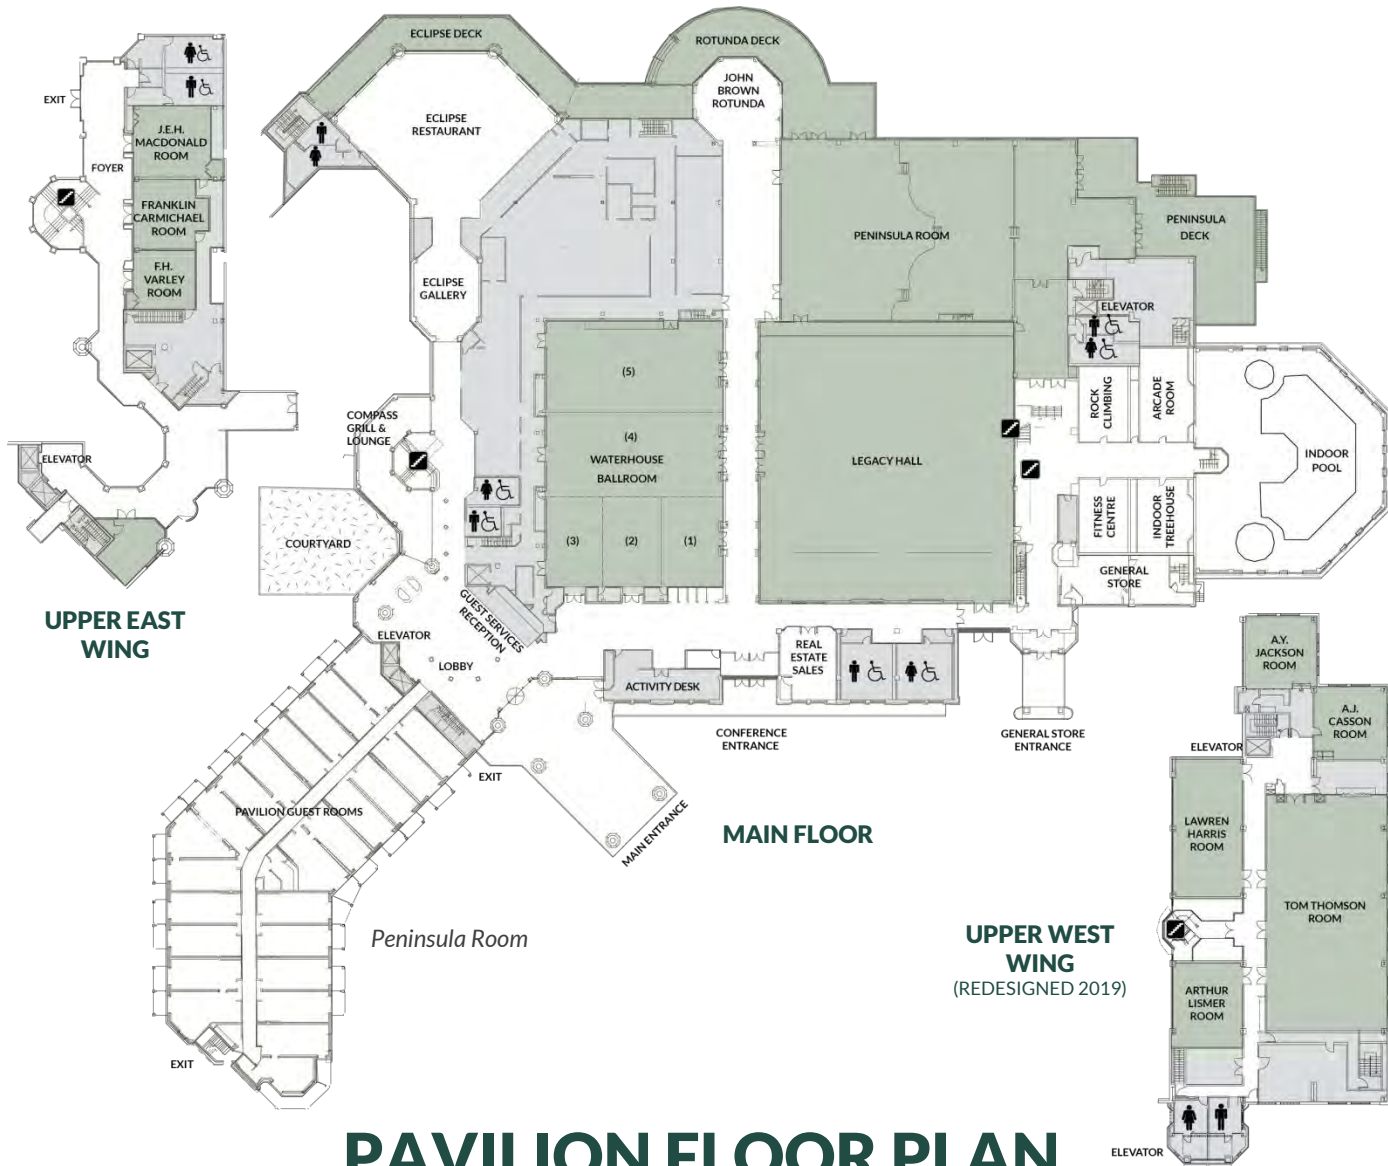 ECLIPSE DECK
ROTUNDA DECK
JOHN
BROWN
ROTUNDA
EXIT
ECLIPSE
RESTAURANT
J.E.H.
MACDONALD
ROOM
FOYER
FRANKLIN
CARMICHAEL
ROOM
F.H.
VARLEY
ROOM
PENINSULA ROOM
PENINSULA
DECK
ECLIPSE
GALLERY
ELEVATOR
(5)
ROCK
CLIMBING
ARCADE
ROOM
COMPASS
GRILL &
LOUNGE
(4)
WATERHOUSE
BALLROOM
LEGACY HALL
INDOOR
POOL
ELEVATOR
FITNESS
CENTRE
INDOOR
TREEHOUSE
COURTYARD
(3)
(2)
(1)
GENERAL
STORE
UPPER EAST
WING
GUEST SERVICES
RECEPTION
ELEVATOR
LOBBY
REAL
ESTATE
SALES
ACTIVITY DESK
A.Y.
JACKSON
ROOM
A.J.
CASSON
ROOM
CONFERENCE
ENTRANCE
GENERAL STORE
ENTRANCE
ELEVATOR
EXIT
PAVILION GUEST ROOMS
MAIN ENTRANCE
MAIN FLOOR
LAWREN
HARRIS
ROOM
TOM THOMSON
ROOM
Peninsula Room
UPPER WEST
WING
(REDESIGNED 2019)
ARTHUR
LISMER
ROOM
EXIT
ELEVATOR
PAVILION FLOOR PLAN